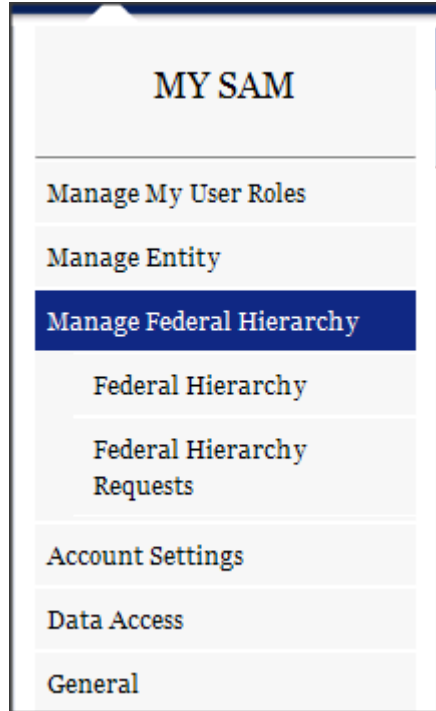 MY SAM
Manage My User Roles
Manage Entity
Manage Federal Hierarchy
Federal Hierarchy
Federal Hierarchy
Requests
Account Settings
Data Access
General